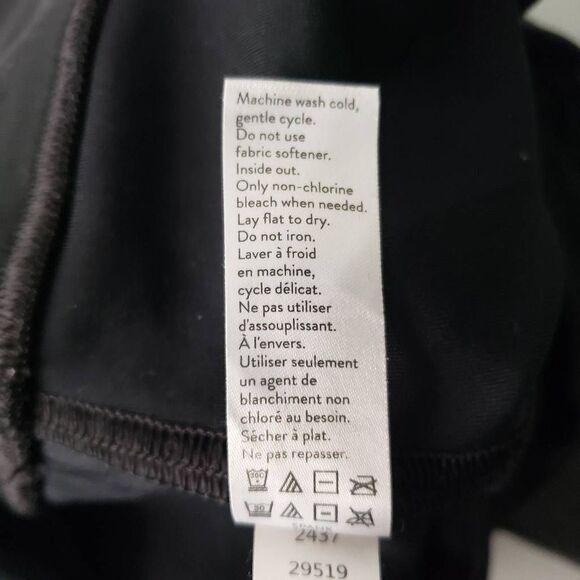 Machine wash cold,
gentle cycle.
Do not use
fabric softener.
Inside out.
Only non-chlorine
bleach when needed.
Lay flat to dry.
Do not iron.
Laver à froid
en machine,
cycle délicat.
Ne pas utiliser
d'assouplissant.
À l'envers.
Utiliser seulement
un agent de
blanchiment non
chloré au besoin.
Sécher à plat.
Ne pas repasser.
30
2437
29519